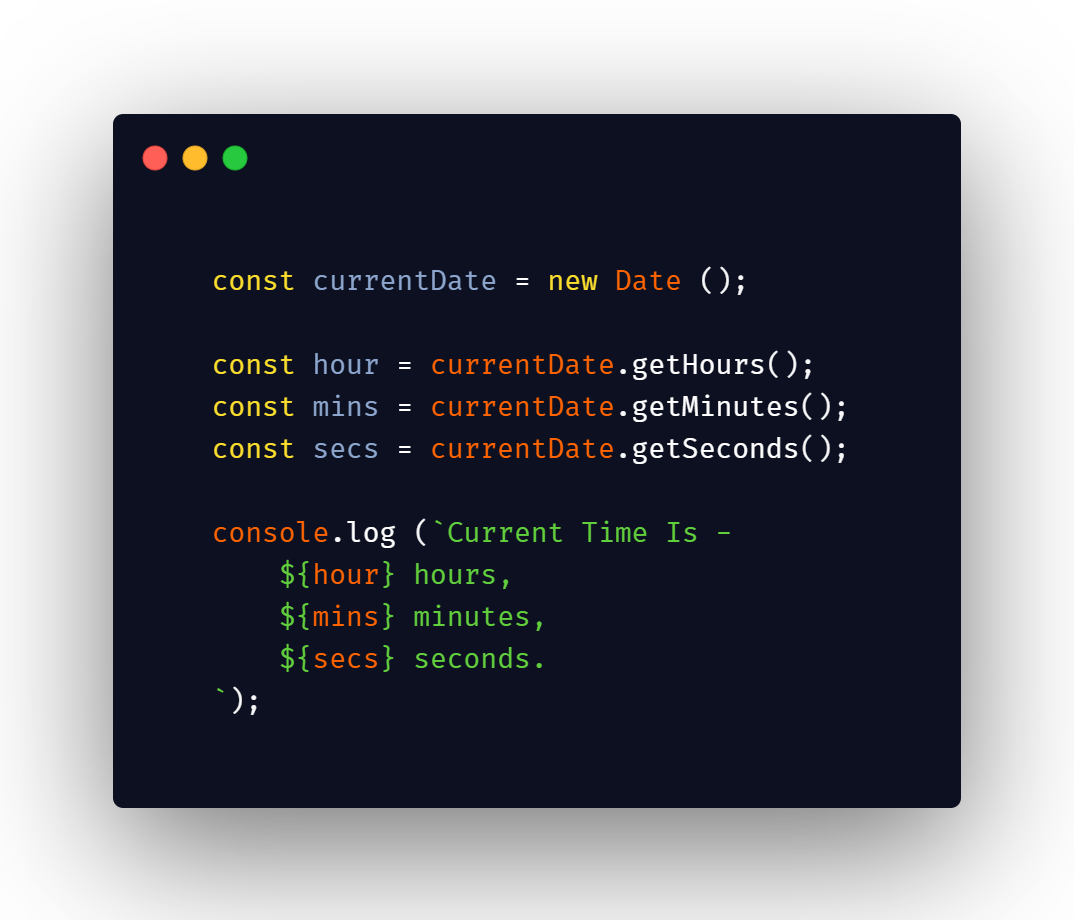 const currentDate = new Date ();
const hour = currentDate.getHours();
const mins = currentDate.getMinutes();
const secs = currentDate.getSeconds();
console.log (`Current Time Is -
    ${hour} hours,
    ${mins} minutes,
    ${secs} seconds.
`);